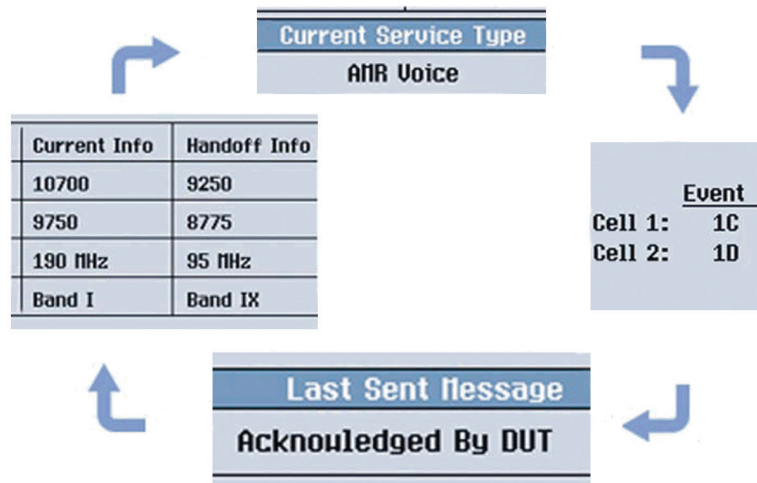 Current Service Type
AMR Voice
Current Info Handoff Info
10700 9250
9750 8775
190 MHz 95 MHz
Band I Band IX
Event
Cell 1: 1C
Cell 2: 1D
Last Sent Message
Acknowledged By DUT